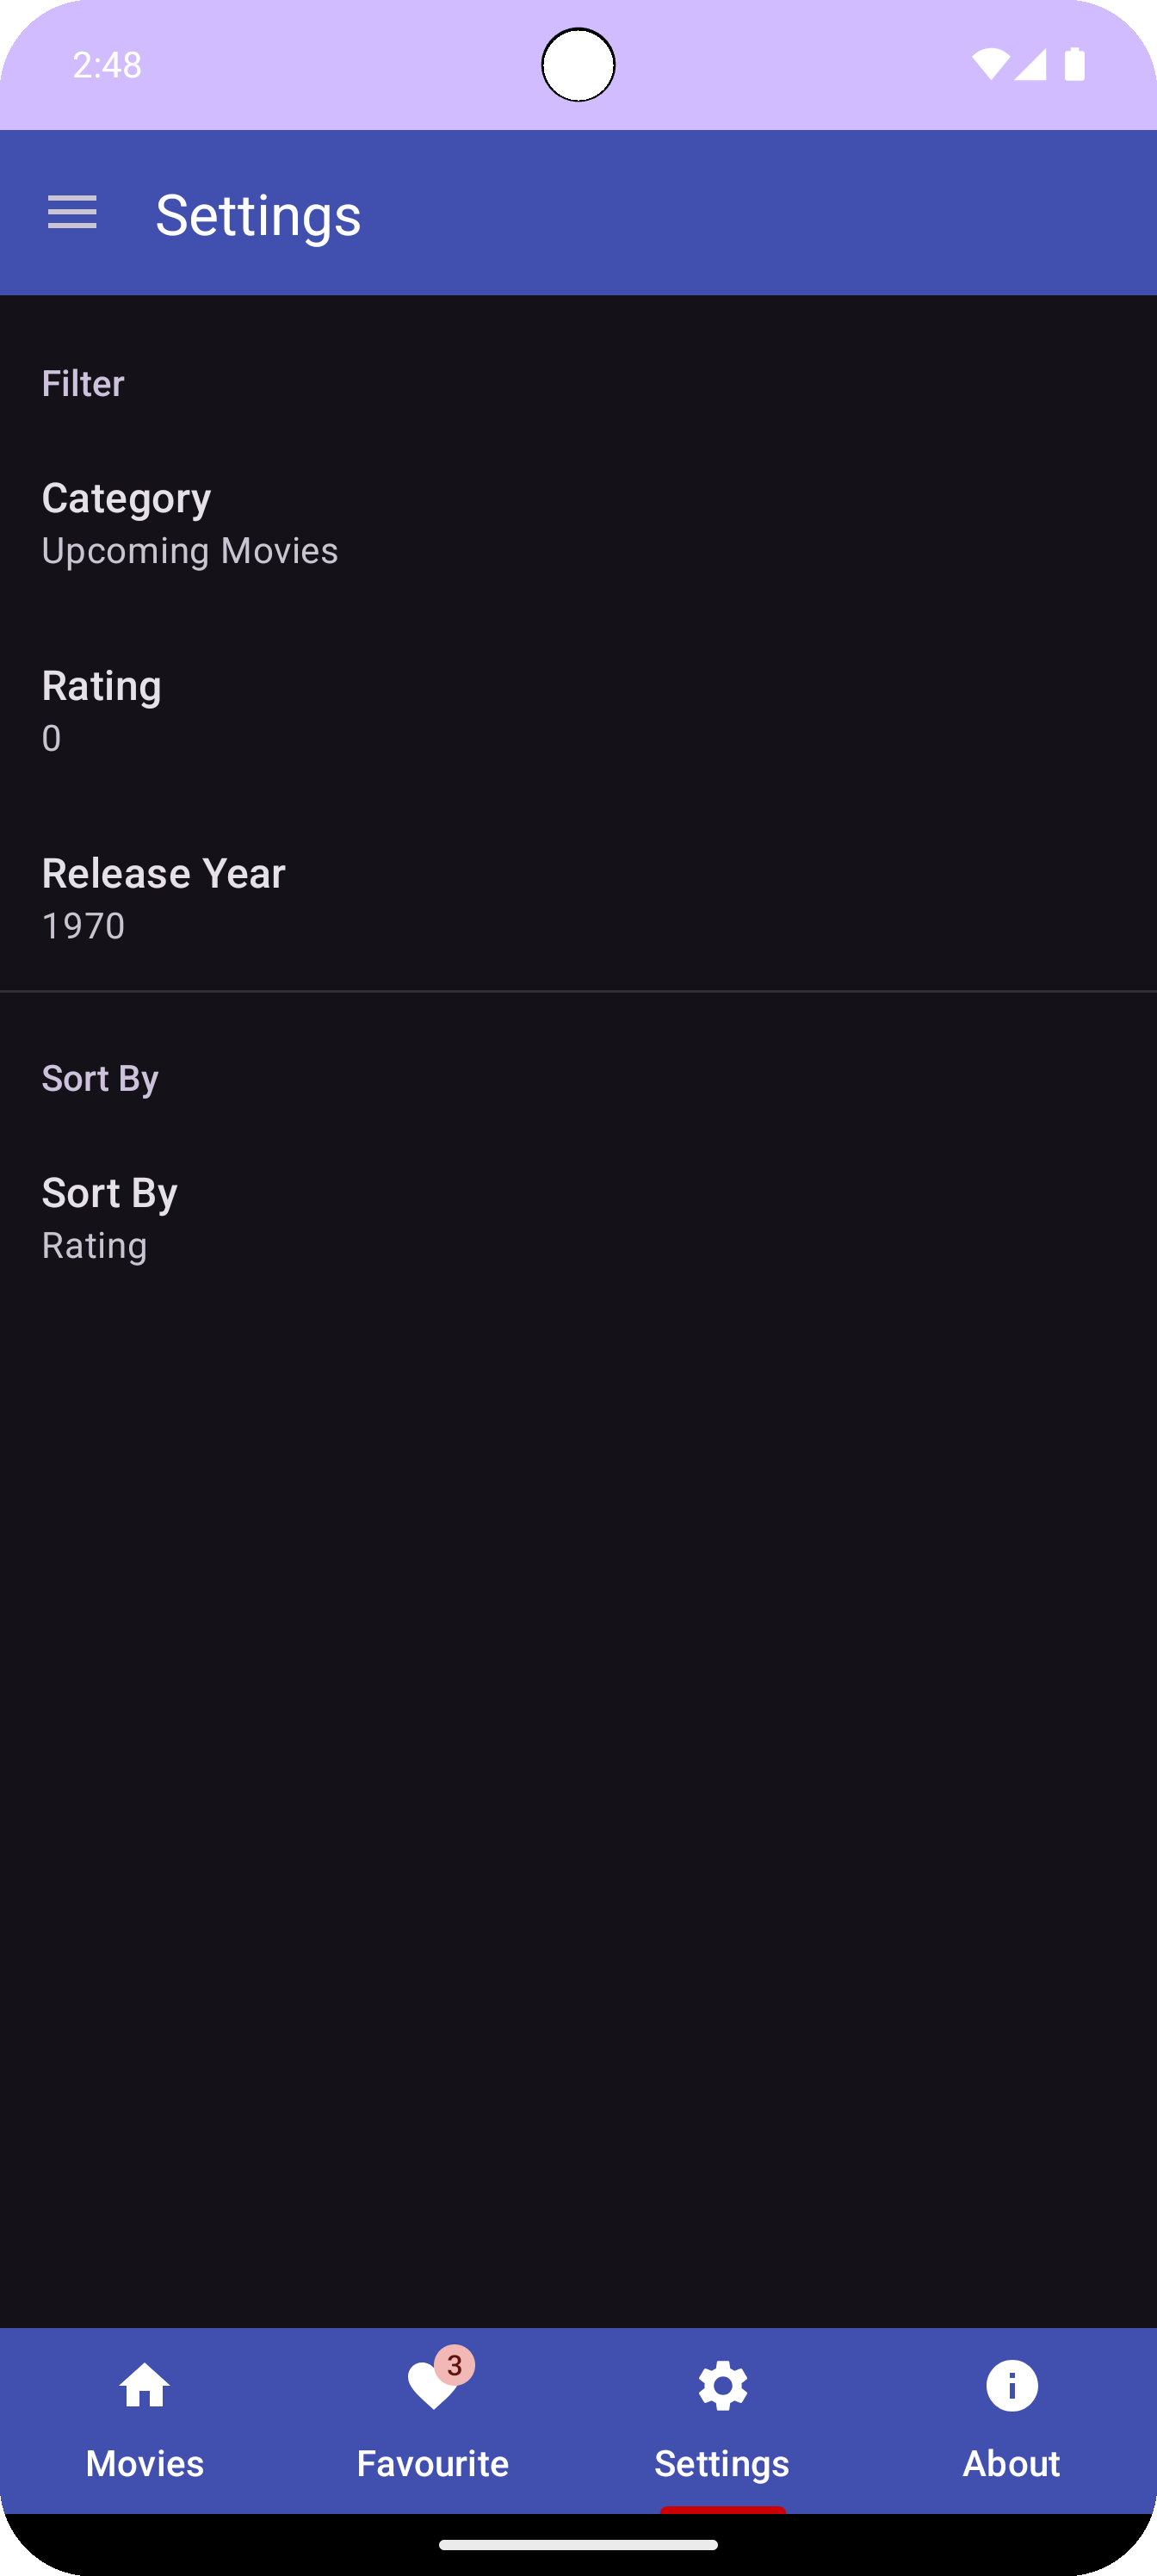 2:48
Settings
Filter
Category
Upcoming Movies
Rating
0
Release Year
1970
Sort By
Sort By
Rating
3
Movies
Favourite
Settings
About